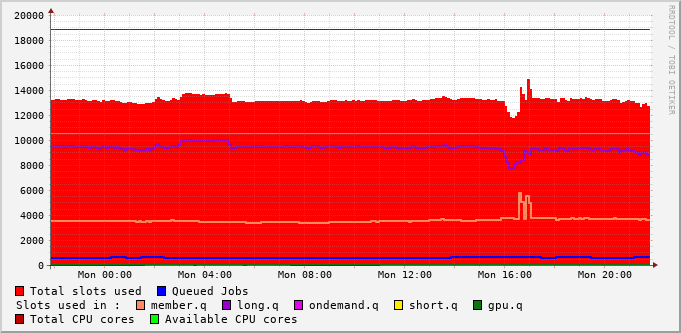 20000
18000
16000
14000
12000
10000
8000
6000
4000
2000
0
Mon 00:00 Mon 04:00 Mon 08:00 Mon 12:00 Mon 16:00 Mon 20:00
Total slots used Queued Jobs
Slots used in : member.q long.q ondemand.q short.q gpu.q
Total CPU cores Available CPU cores
RRDTOOL / TOBI OETIKER